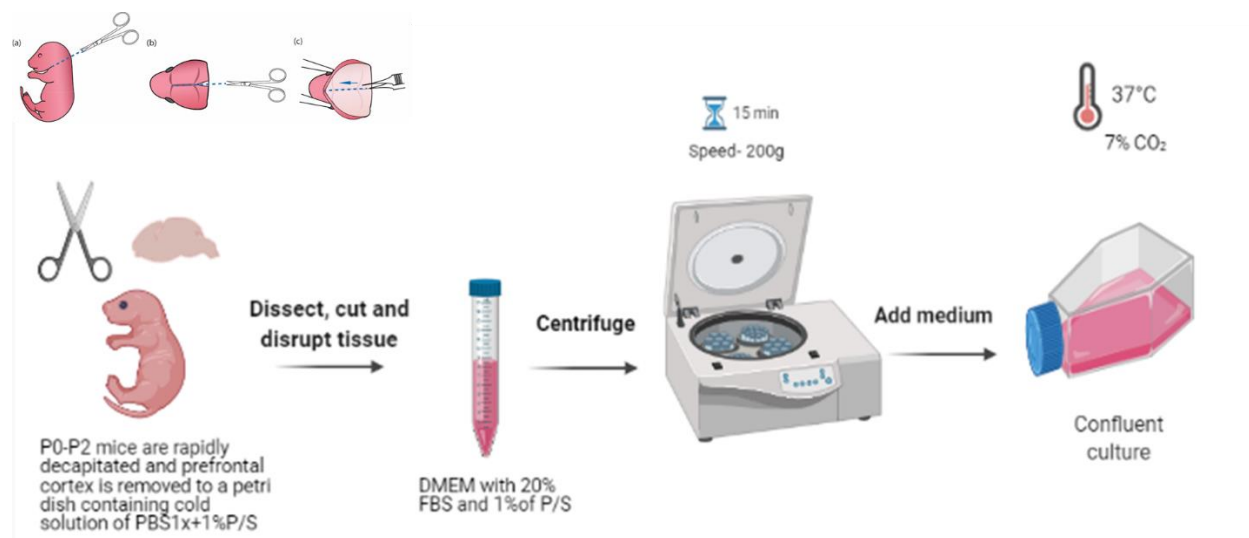 (a)
(b)
(c)
15 min
Speed- 200g
37°C
7% CO₂
Dissect, cut and
disrupt tissue
Centrifuge
Add medium
P0-P2 mice are rapidly
decapitated and prefrontal
cortex is removed to a petri
dish containing cold
solution of PBS1x+1%P/S
DMEM with 20%
FBS and 1%of P/S
Confluent
culture